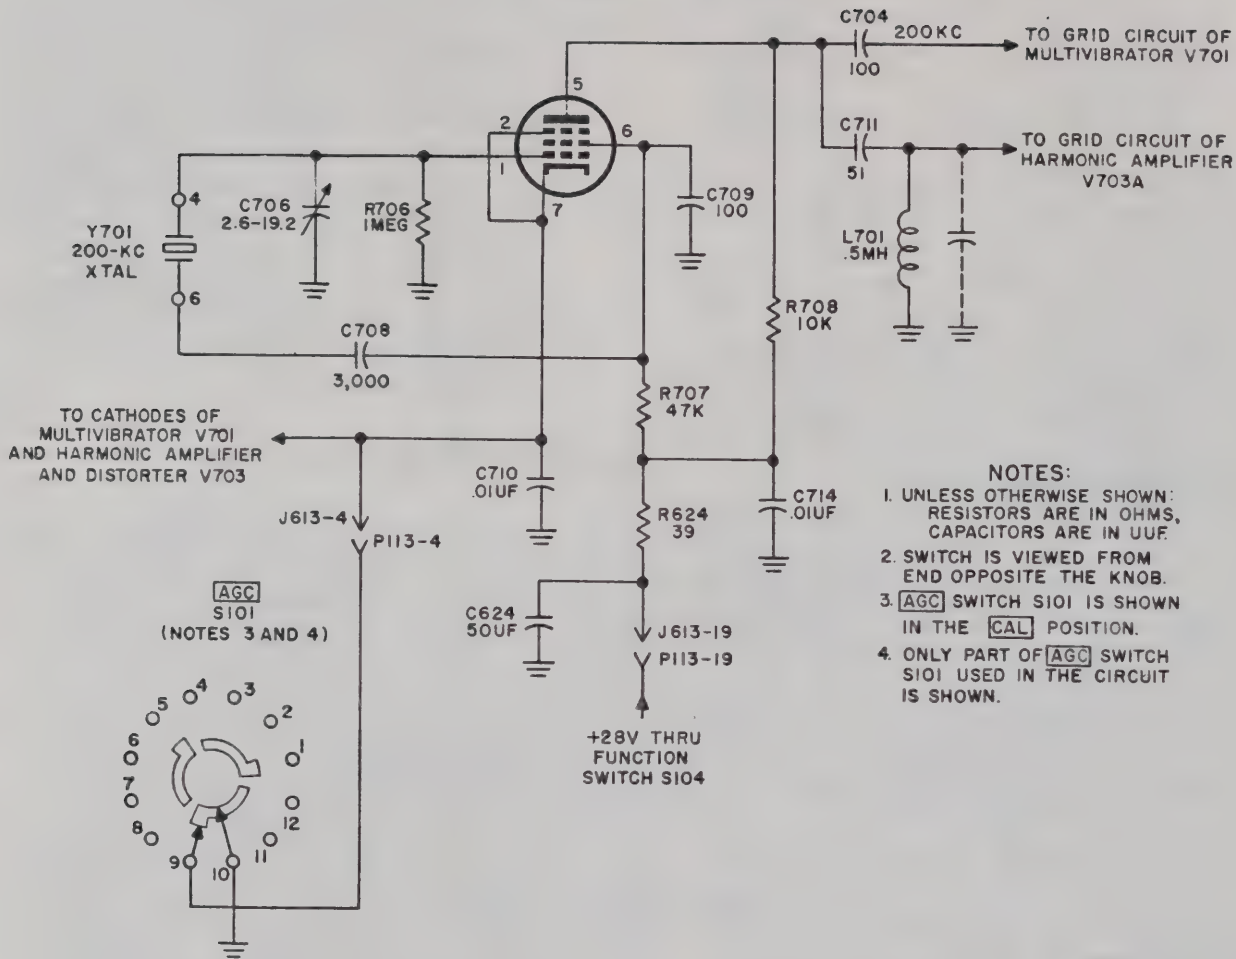 C704
200KC
100
TO GRID CIRCUIT OF
MULTIVIBRATOR V701
5
2
6
1
7
C711
51
TO GRID CIRCUIT OF
HARMONIC AMPLIFIER
V703A
4
Y701
200-KC
XTAL
6
C706
2.6-19.2
R706
1MEG
C709
100
L701
.5MH
R708
10K
C708
3,000
R707
47K
TO CATHODES OF
MULTIVIBRATOR V701
AND HARMONIC AMPLIFIER
AND DISTORTER V703
C710
.01UF
C714
.01UF
R624
39
J613-4
P113-4
C624
50UF
J613-19
P113-19
+28V THRU
FUNCTION
SWITCH S104
AGC
S101
(NOTES 3 AND 4)
4
3
5
2
6
1
7
12
8
11
9
10
NOTES:
1. UNLESS OTHERWISE SHOWN:
RESISTORS ARE IN OHMS,
CAPACITORS ARE IN UUF.
2. SWITCH IS VIEWED FROM
END OPPOSITE THE KNOB.
3. AGC SWITCH S101 IS SHOWN
IN THE CAL POSITION.
4. ONLY PART OF AGC SWITCH
S101 USED IN THE CIRCUIT
IS SHOWN.